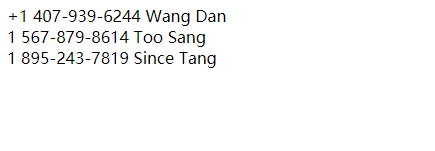 +1 407-939-6244 Wang Dan
1 567-879-8614 Too Sang
1 895-243-7819 Since Tang